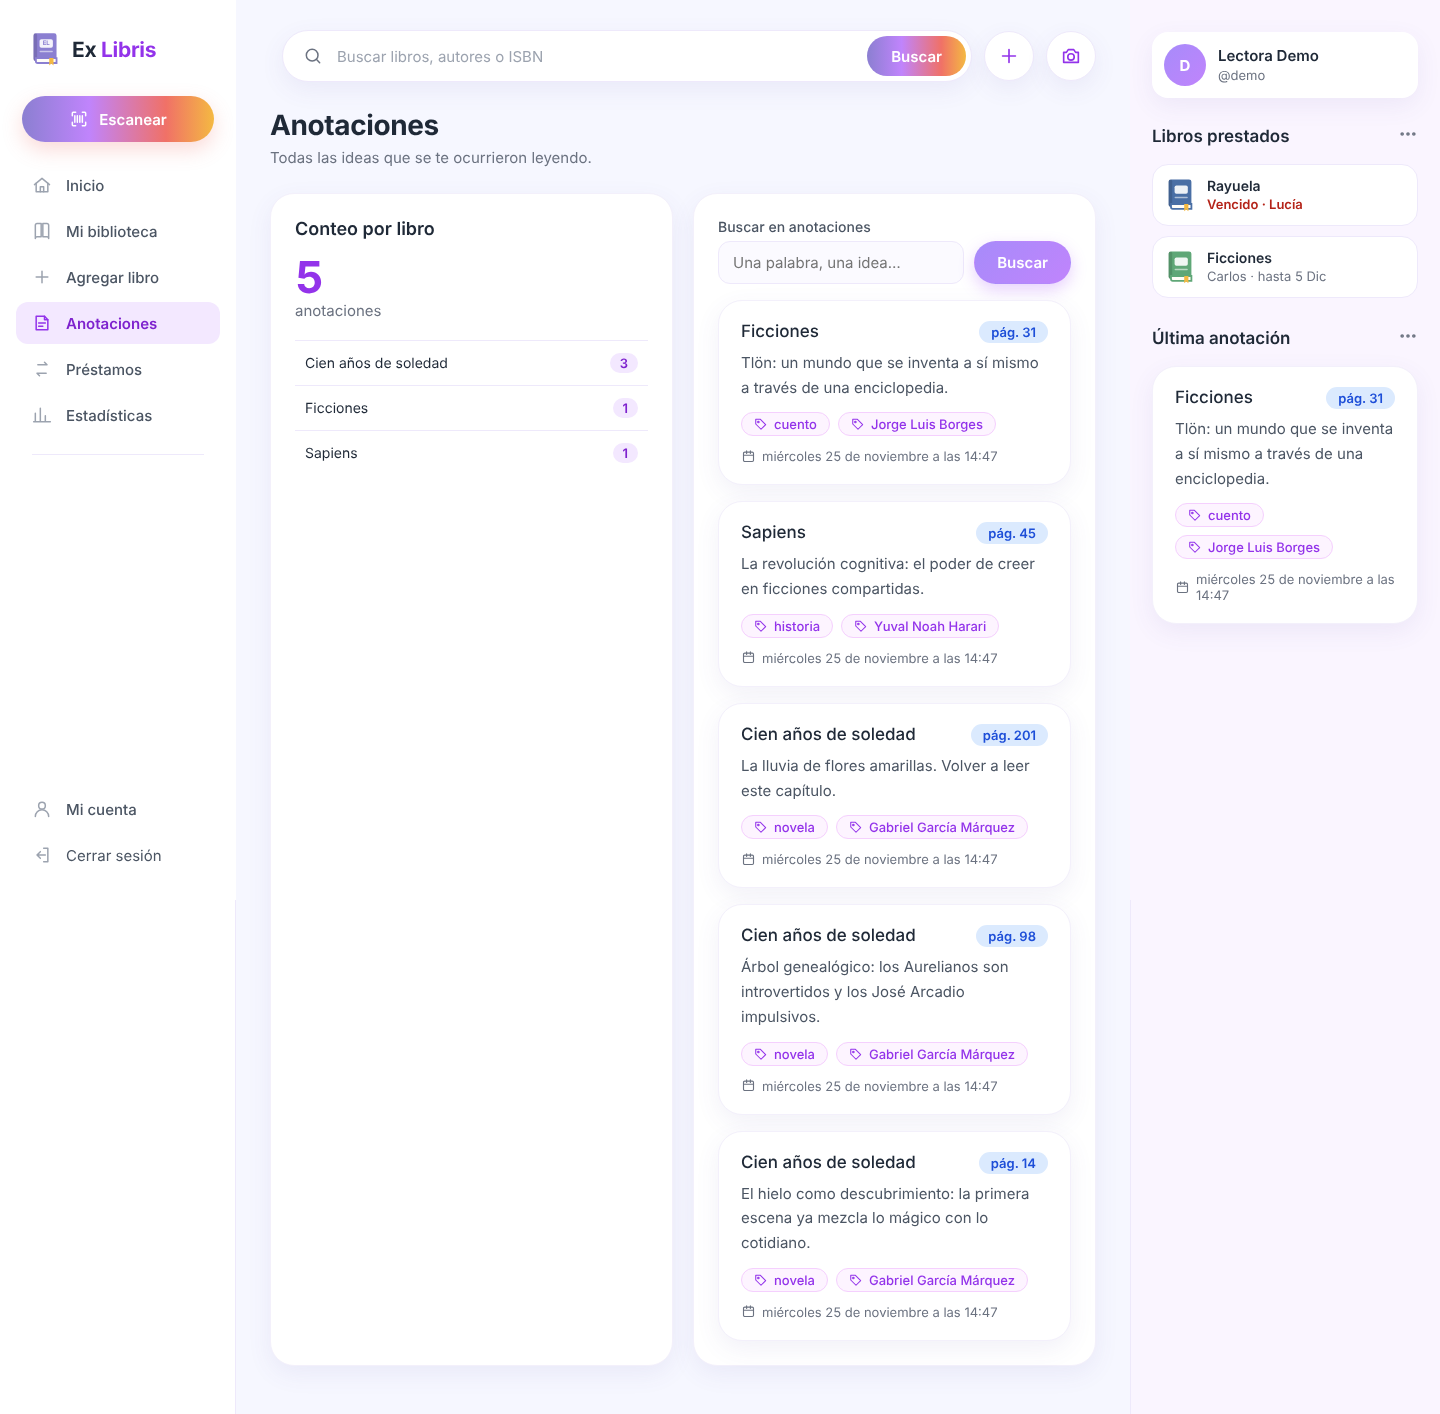 Ex Libris
Escanear
Inicio
Mi biblioteca
Agregar libro
Anotaciones
Préstamos
Estadísticas
Mi cuenta
Cerrar sesión
Buscar libros, autores o ISBN
Buscar
Anotaciones
Todas las ideas que se te ocurrieron leyendo.
Conteo por libro
5
anotaciones
Cien años de soledad 3
Ficciones 1
Sapiens 1
Buscar en anotaciones
Una palabra, una idea...
Buscar
Ficciones pág. 31
Tlön: un mundo que se inventa a sí mismo
a través de una enciclopedia.
cuento Jorge Luis Borges
miércoles 25 de noviembre a las 14:47
Sapiens pág. 45
La revolución cognitiva: el poder de creer
en ficciones compartidas.
historia Yuval Noah Harari
miércoles 25 de noviembre a las 14:47
Cien años de soledad pág. 201
La lluvia de flores amarillas. Volver a leer
este capítulo.
novela Gabriel García Márquez
miércoles 25 de noviembre a las 14:47
Cien años de soledad pág. 98
Árbol genealógico: los Aurelianos son
introvertidos y los José Arcadio
impulsivos.
novela Gabriel García Márquez
miércoles 25 de noviembre a las 14:47
Cien años de soledad pág. 14
El hielo como descubrimiento: la primera
escena ya mezcla lo mágico con lo
cotidiano.
novela Gabriel García Márquez
miércoles 25 de noviembre a las 14:47
D
Lectora Demo
@demo
Libros prestados
Rayuela
Vencido · Lucía
Ficciones
Carlos · hasta 5 Dic
Última anotación
Ficciones pág. 31
Tlön: un mundo que se inventa
a sí mismo a través de una
enciclopedia.
cuento
Jorge Luis Borges
miércoles 25 de noviembre a las
14:47